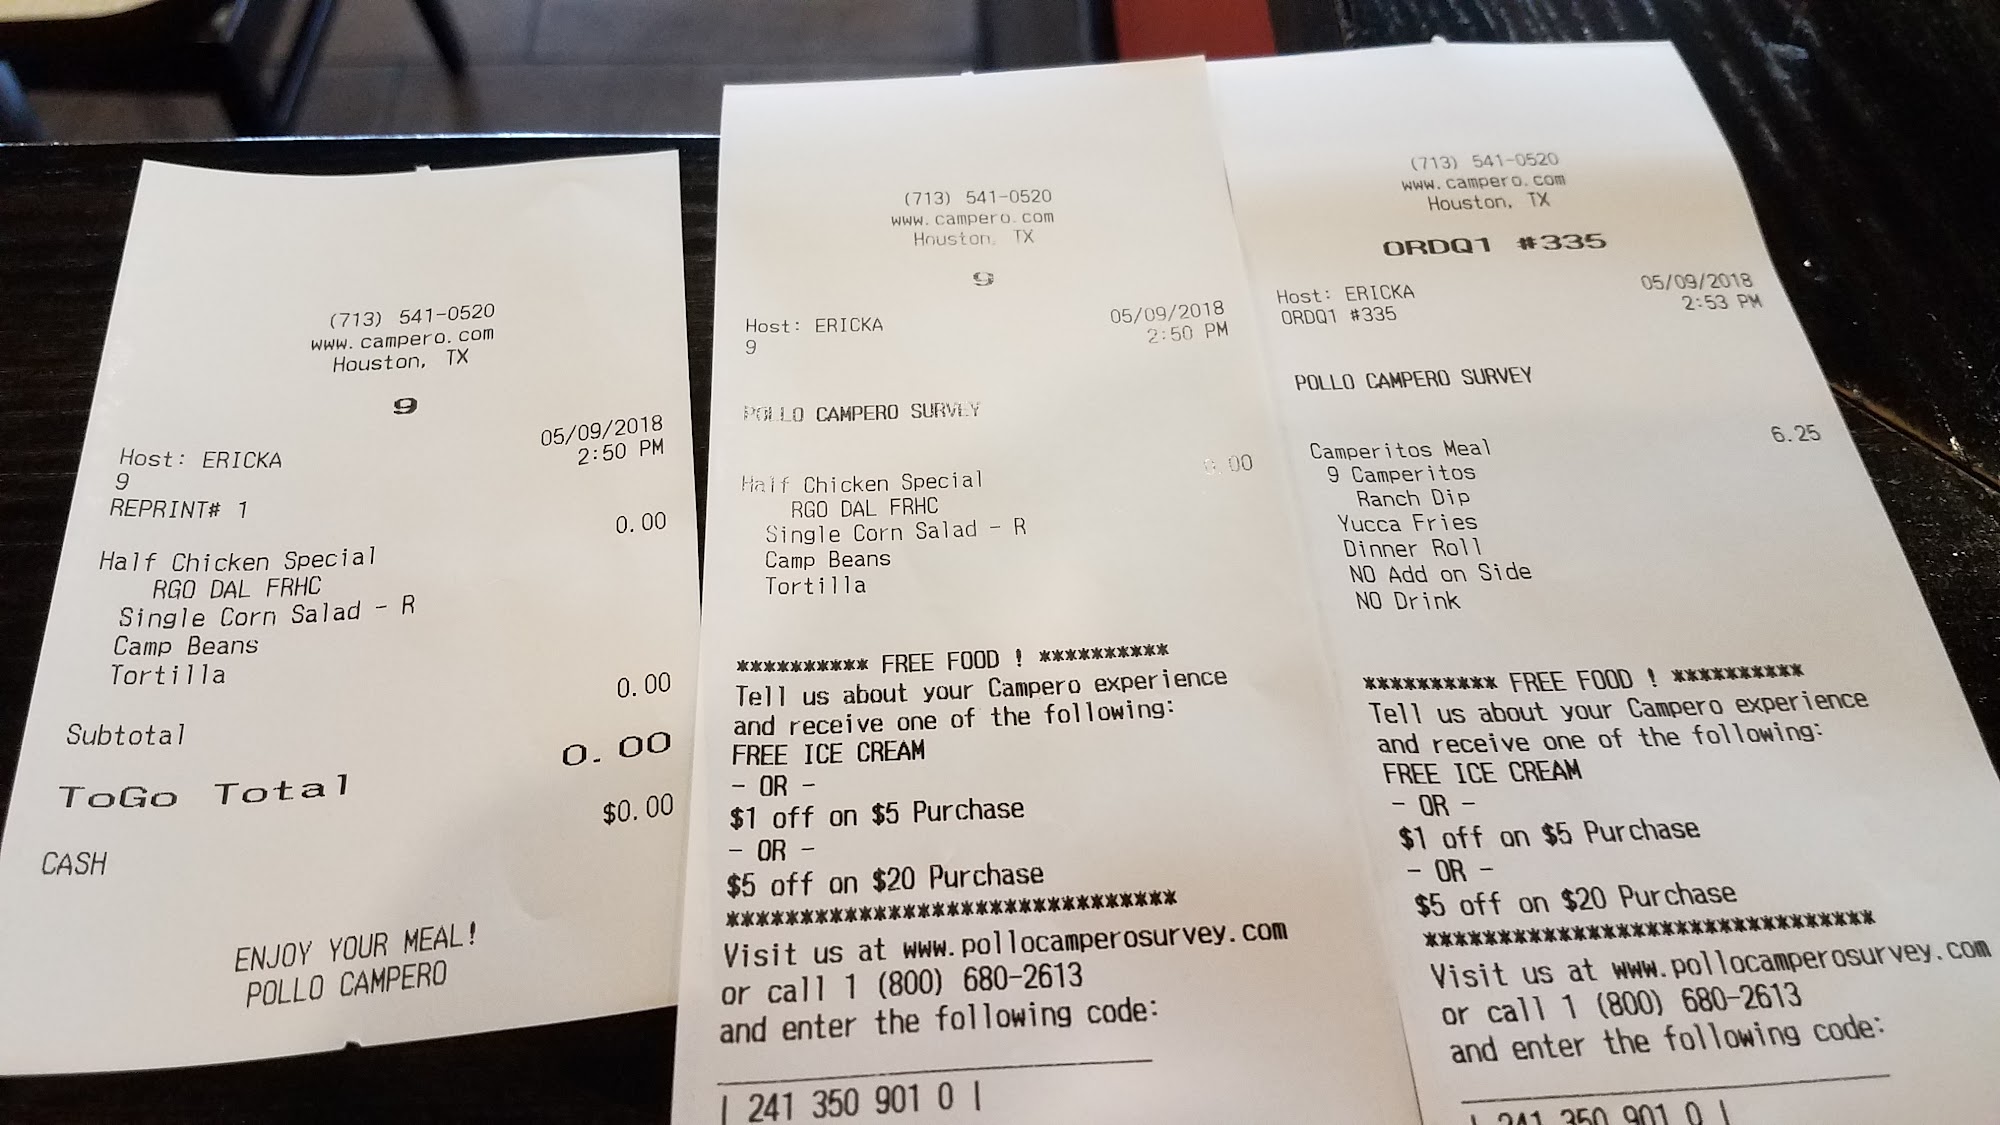 (713) 541-0520
www.campero.com
Houston, TX
9
05/09/2018
Host: ERICKA 2:50 PM
9
REPRINT# 1
0.00
Half Chicken Special
RGO DAL FRHC
Single Corn Salad - R
Camp Beans
Tortilla
0.00
Subtotal
0.00
ToGo Total
$0.00
CASH
ENJOY YOUR MEAL!
POLLO CAMPERO
(713) 541-0520
www.campero.com
Houston, TX
9
Host: ERICKA 05/09/2018
9 2:50 PM
POLLO CAMPERO SURVEY
Half Chicken Special 0.00
RGO DAL FRHC
Single Corn Salad - R
Camp Beans
Tortilla
********** FREE FOOD ! **********
Tell us about your Campero experience
and receive one of the following:
FREE ICE CREAM
- OR -
$1 off on $5 Purchase
- OR -
$5 off on $20 Purchase
*******************************
Visit us at www.pollocamperosurvey.com
or call 1 (800) 680-2613
and enter the following code:
| 241 350 901 0 |
(713) 541-0520
www.campero.com
Houston, TX
ORDQ1 #335
Host: ERICKA 05/09/2018
ORDQ1 #335 2:53 PM
POLLO CAMPERO SURVEY
Camperitos Meal 6.25
9 Camperitos
Ranch Dip
Yucca Fries
Dinner Roll
NO Add on Side
NO Drink
********** FREE FOOD ! **********
Tell us about your Campero experience
and receive one of the following:
FREE ICE CREAM
- OR -
$1 off on $5 Purchase
- OR -
$5 off on $20 Purchase
*******************************
Visit us at www.pollocamperosurvey.com
or call 1 (800) 680-2613
and enter the following code:
| 241 350 901 0 |